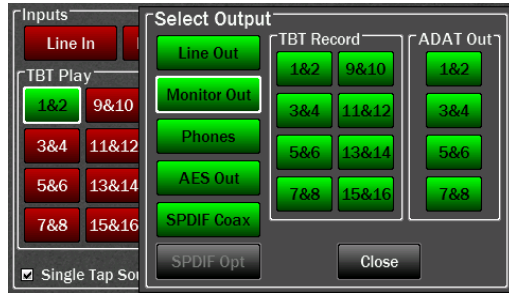 Inputs
Line In
TBT Play
1&2
9&10
3&4
11&12
5&6
13&14
7&8
15&16
Single Tap
Select Output
Line Out
Monitor Out
Phones
AES Out
SPDIF Coax
SPDIF Opt
TBT Record
1&2
9&10
3&4
11&12
5&6
13&14
7&8
15&16
ADAT Out
1&2
3&4
5&6
7&8
Close